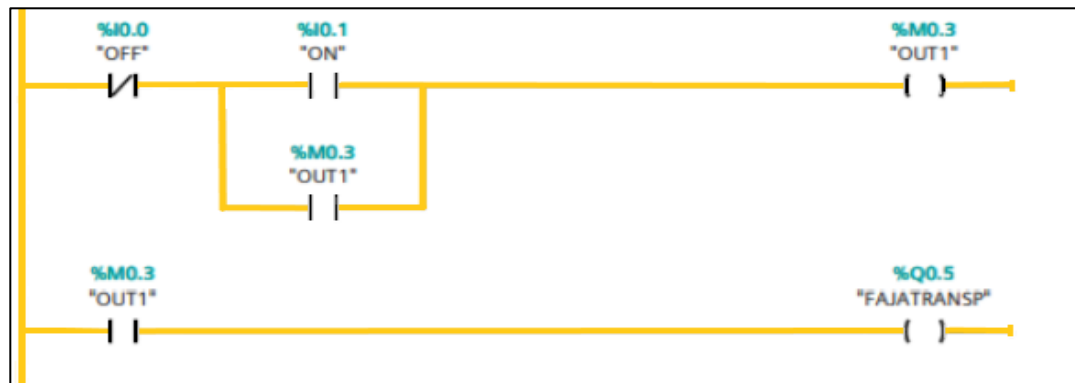 %I0.0 %I0.1 %M0.3
"OFF" "ON" "OUT1"
%M0.3
"OUT1"
%M0.3 %Q0.5
"OUT1" "FAJATRANSP"